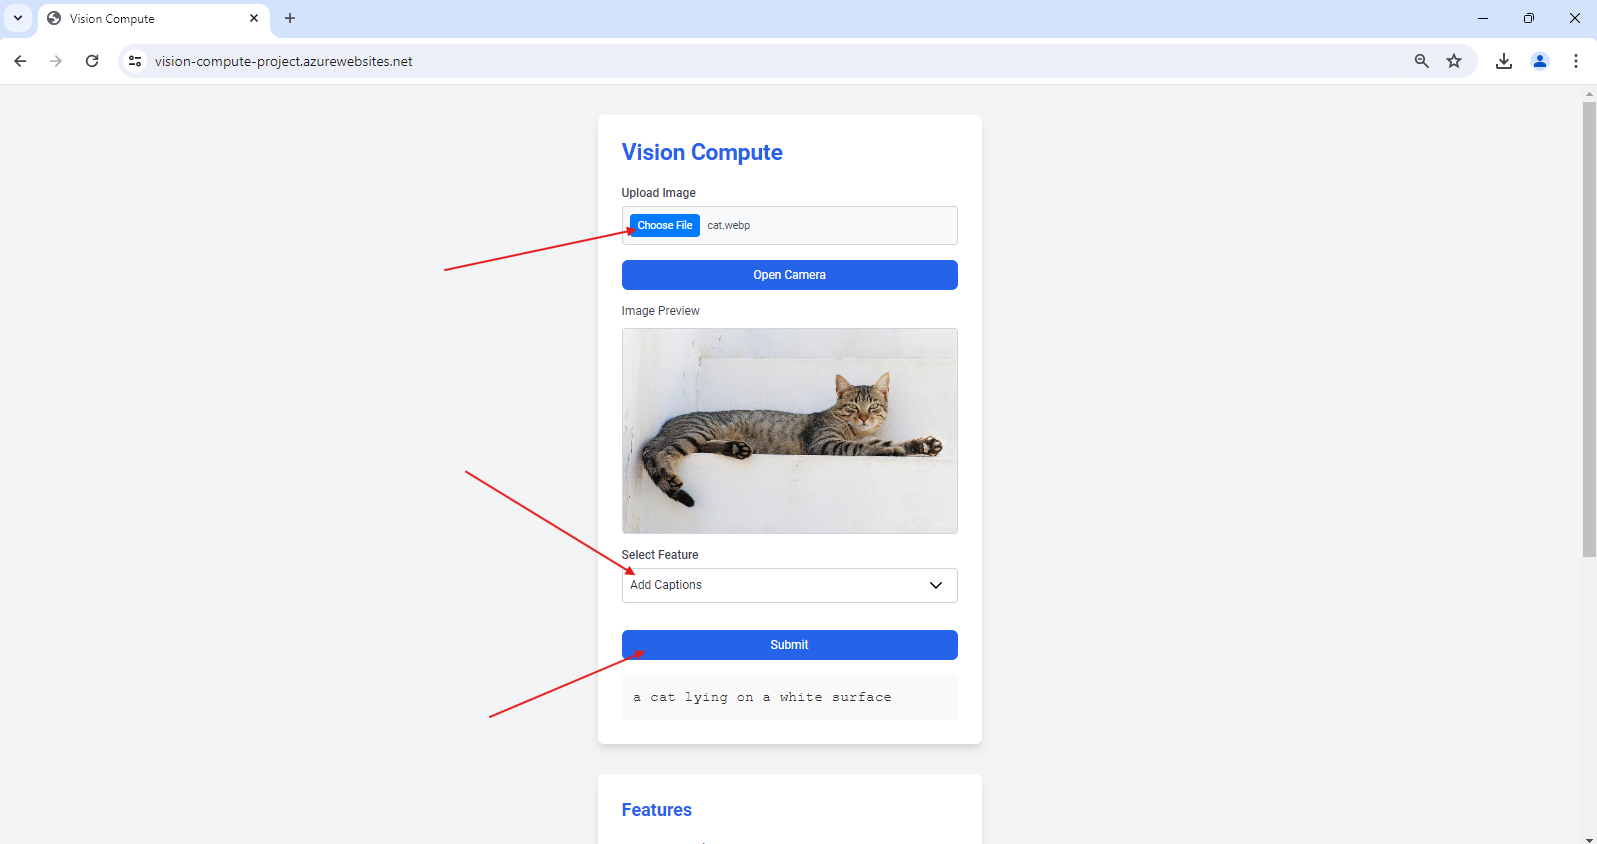 Vision Compute
vision-compute-project.azurewebsites.net
Vision Compute
Upload Image
Choose File cat.webp
Open Camera
Image Preview
Select Feature
Add Captions
Submit
a cat lying on a white surface
Features